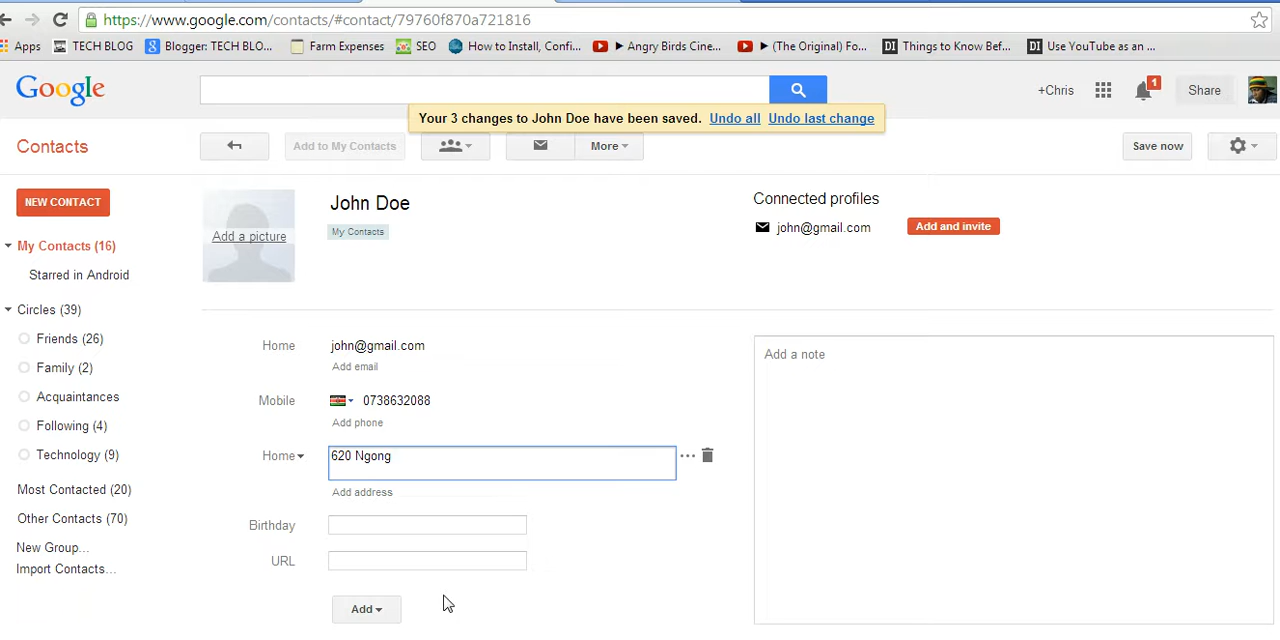 https://www.google.com/contacts/#contact/79760f870a721816
Apps TECH BLOG Blogger: TECH BLO... Farm Expenses SEO How to Install, Confi... Angry Birds Cine... (The Original) Fo... DI Things to Know Bef... DI Use YouTube as an ...
Google
+Chris
1
Share
Your 3 changes to John Doe have been saved. Undo all Undo last change
Contacts
Add to My Contacts
More
Save now
NEW CONTACT
My Contacts (16)
Starred in Android
Circles (39)
Friends (26)
Family (2)
Acquaintances
Following (4)
Technology (9)
Most Contacted (20)
Other Contacts (70)
New Group...
Import Contacts...
Add a picture
John Doe
My Contacts
Connected profiles
john@gmail.com
Add and invite
Home john@gmail.com
Add email
Mobile 0738632088
Add phone
Home 620 Ngong
Add address
Birthday
URL
Add
Add a note